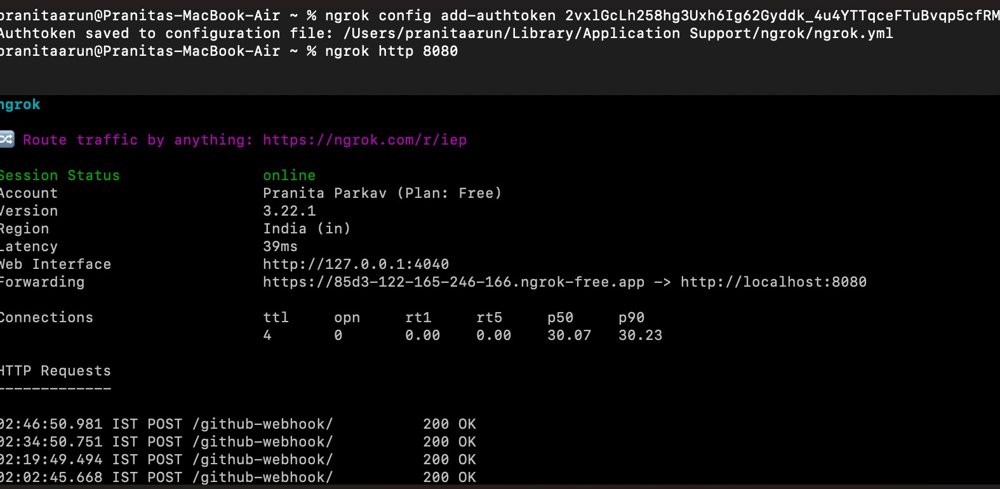 pranitaarun@Pranitas-MacBook-Air ~ % ngrok config add-authtoken 2vxlGcLh258hg3Uxh6Ig62Gyddk_4u4YTTqceFTuBvqp5cfRM
Authtoken saved to configuration file: /Users/pranitaarun/Library/Application Support/ngrok/ngrok.yml
pranitaarun@Pranitas-MacBook-Air ~ % ngrok http 8080
ngrok
Route traffic by anything: https://ngrok.com/r/iep
Session Status online
Account Pranita Parkav (Plan: Free)
Version 3.22.1
Region India (in)
Latency 39ms
Web Interface http://127.0.0.1:4040
Forwarding https://85d3-122-165-246-166.ngrok-free.app -> http://localhost:8080
Connections ttl opn rt1 rt5 p50 p90
4 0 0.00 0.00 30.07 30.23
HTTP Requests
-------------
02:46:50.981 IST POST /github-webhook/ 200 OK
02:34:50.751 IST POST /github-webhook/ 200 OK
02:19:49.494 IST POST /github-webhook/ 200 OK
02:02:45.668 IST POST /github-webhook/ 200 OK